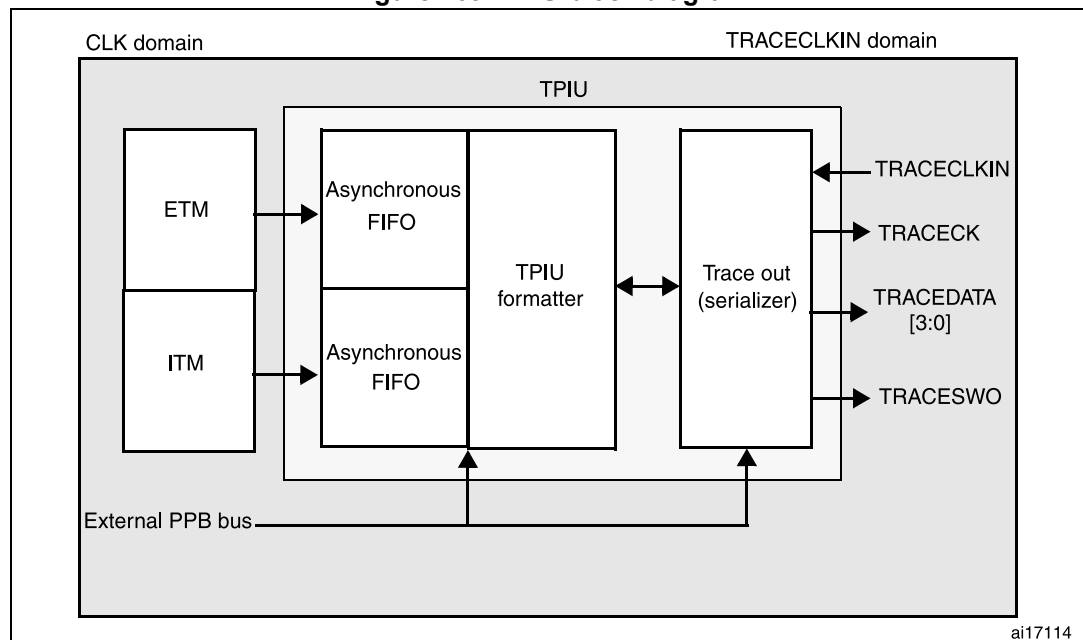 CLK domain
TRACECLKIN domain
TPIU
ETM
Asynchronous
FIFO
TPIU
formatter
Trace out
(serializer)
TRACECLKIN
TRACECK
TRACEDATA
[3:0]
TRACESWO
ITM
Asynchronous
FIFO
External PPB bus
ai17114